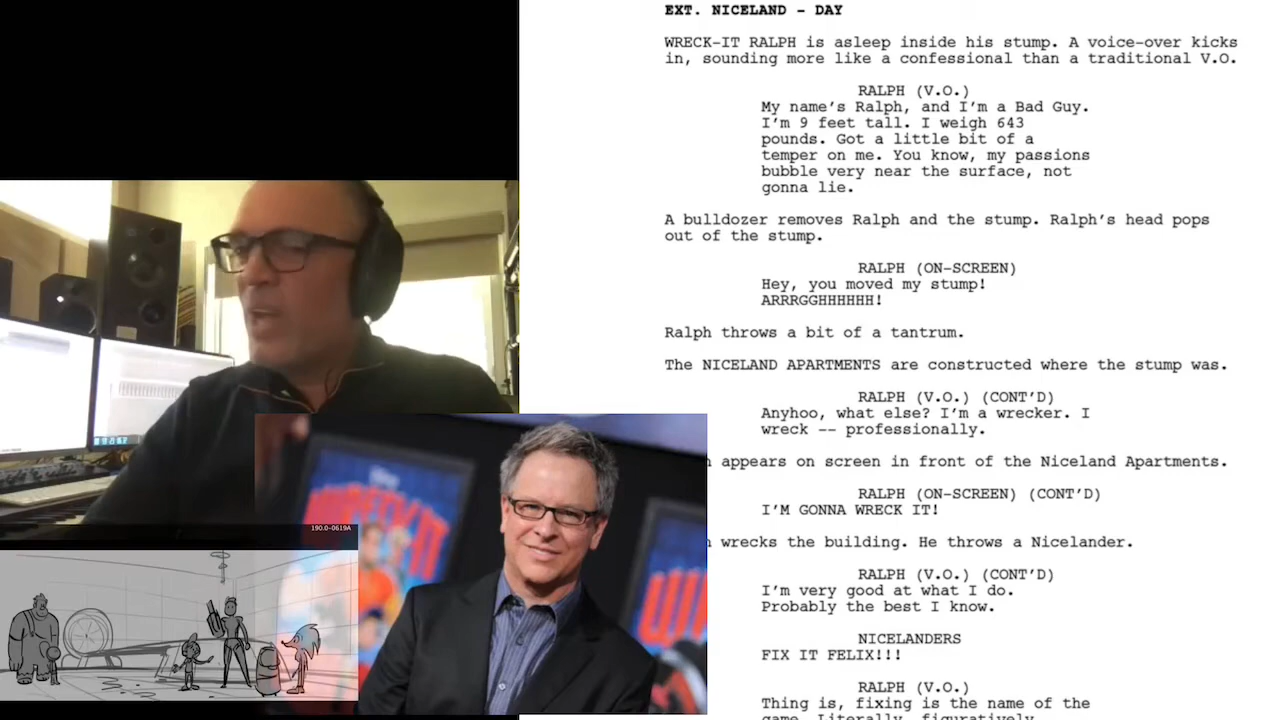 EXT. NICELAND – DAY
WRECK-IT RALPH is asleep inside his stump. A voice-over kicks
in, sounding more like a confessional than a traditional V.O.
RALPH (V.O.)
My name's Ralph, and I'm a Bad Guy.
I'm 9 feet tall. I weigh 643
pounds. Got a little bit of a
temper on me. You know, my passions
bubble very near the surface, not
gonna lie.
A bulldozer removes Ralph and the stump. Ralph's head pops
out of the stump.
RALPH (ON-SCREEN)
Hey, you moved my stump!
ARRRGGHHHHHH!
Ralph throws a bit of a tantrum.
The NICELAND APARTMENTS are constructed where the stump was.
RALPH (V.O.) (CONT'D)
Anyhoo, what else? I'm a wrecker. I
wreck -- professionally.
appears on screen in front of the Niceland Apartments.
RALPH (ON-SCREEN) (CONT'D)
I'M GONNA WRECK IT!
wrecks the building. He throws a Nicelander.
RALPH (V.O.) (CONT'D)
I'm very good at what I do.
Probably the best I know.
NICELANDERS
FIX IT FELIX!!!
RALPH (V.O.)
Thing is, fixing is the name of the
game. Literally, figuratively
190.0-0619A